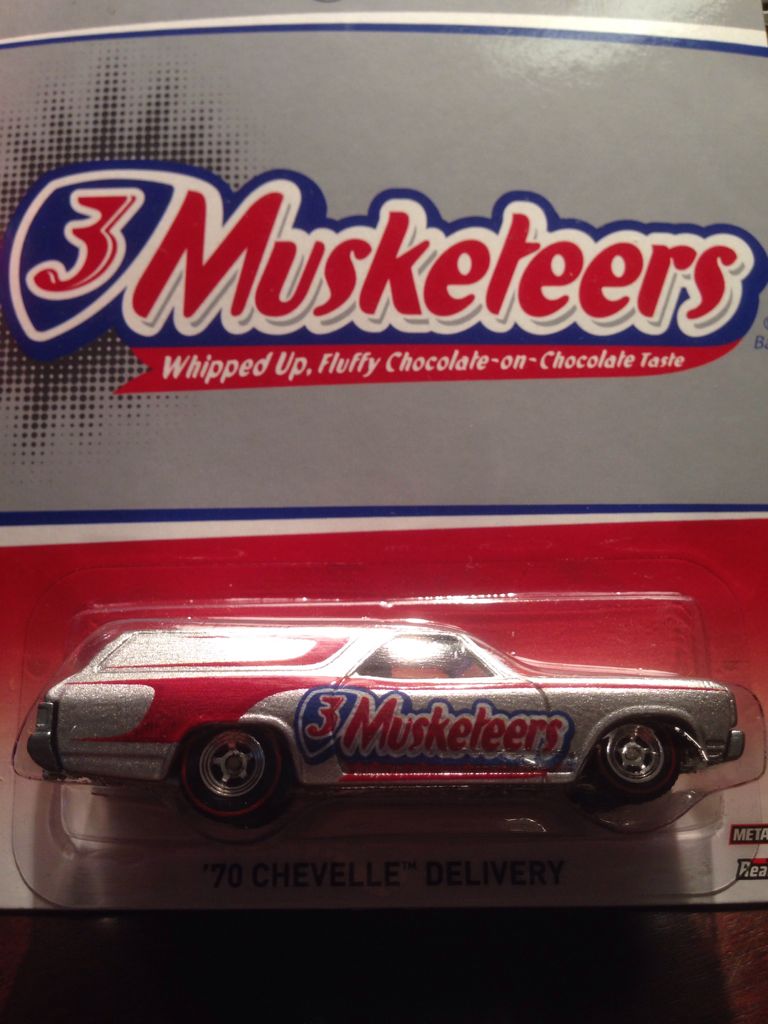 3 Musketeers
Whipped Up, Fluffy Chocolate-on-Chocolate Taste
3 Musketeers
'70 CHEVELLE™ DELIVERY